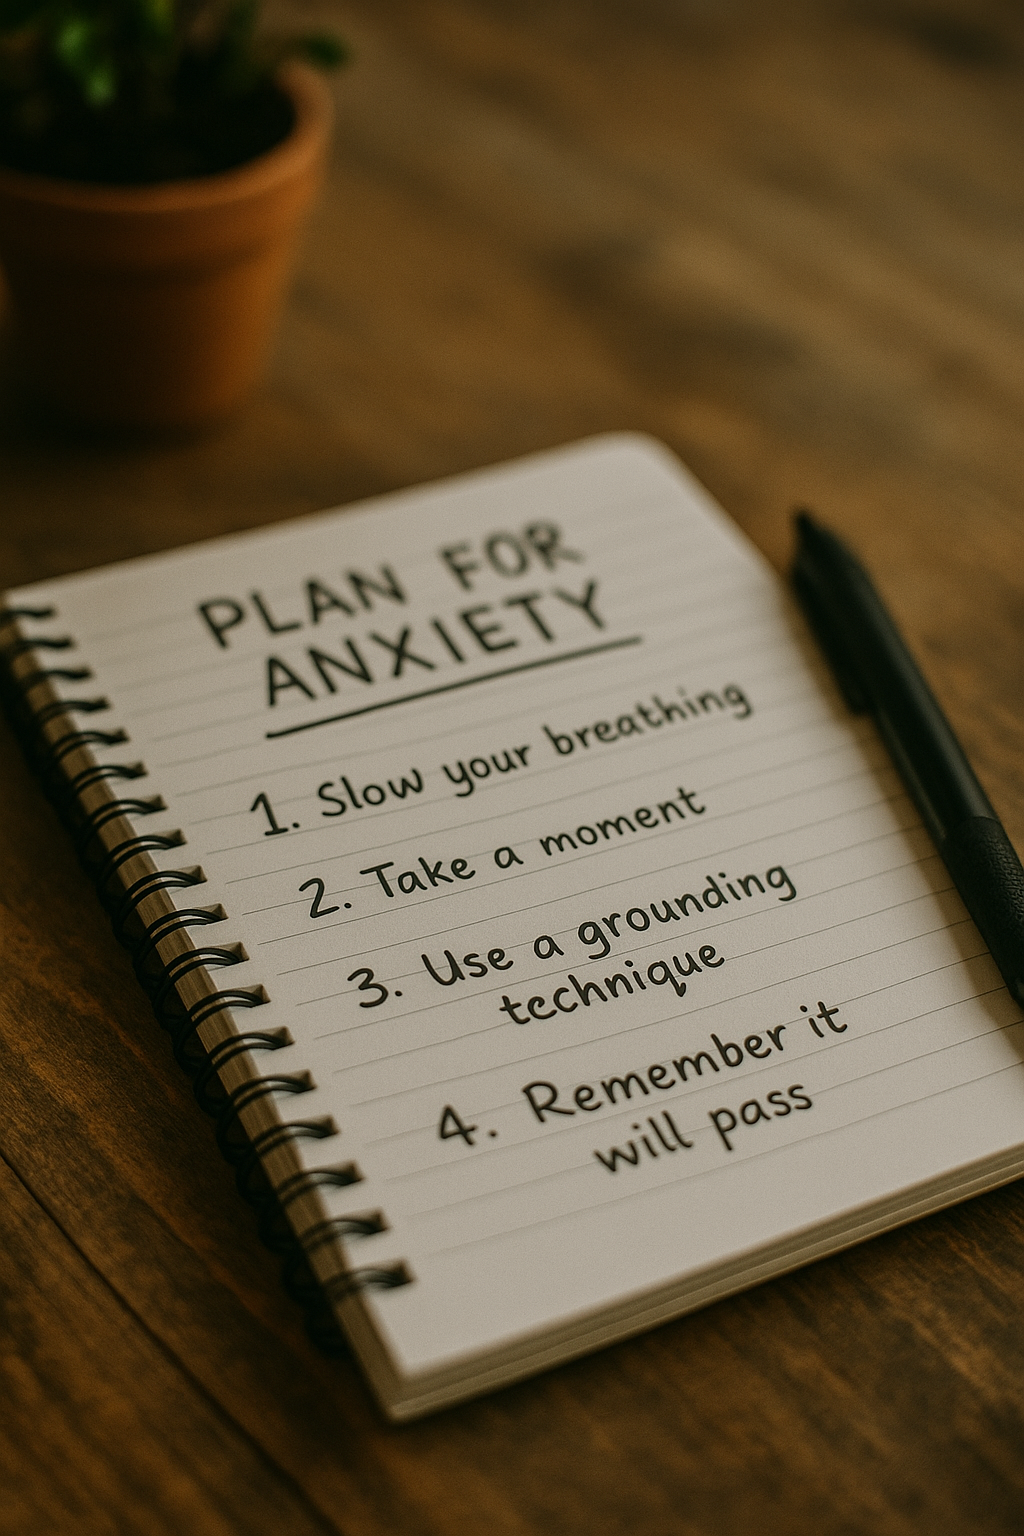 PLAN FOR
ANXIETY
1. Slow your breathing
2. Take a moment
3. Use a grounding
technique
4. Remember it
will pass